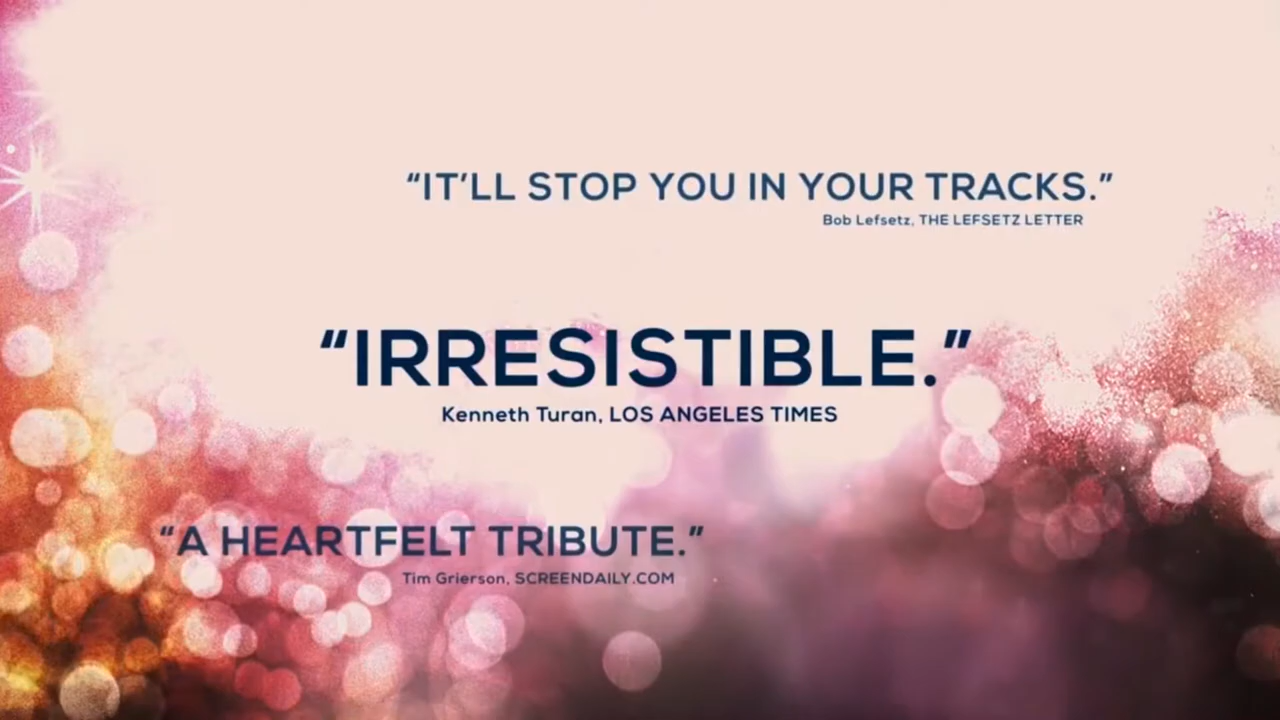 “IT’LL STOP YOU IN YOUR TRACKS.”
Bob Lefsetz, THE LEFSETZ LETTER
“IRRESISTIBLE.”
Kenneth Turan, LOS ANGELES TIMES
“A HEARTFELT TRIBUTE.”
Tim Grierson, SCREENDAILY.COM